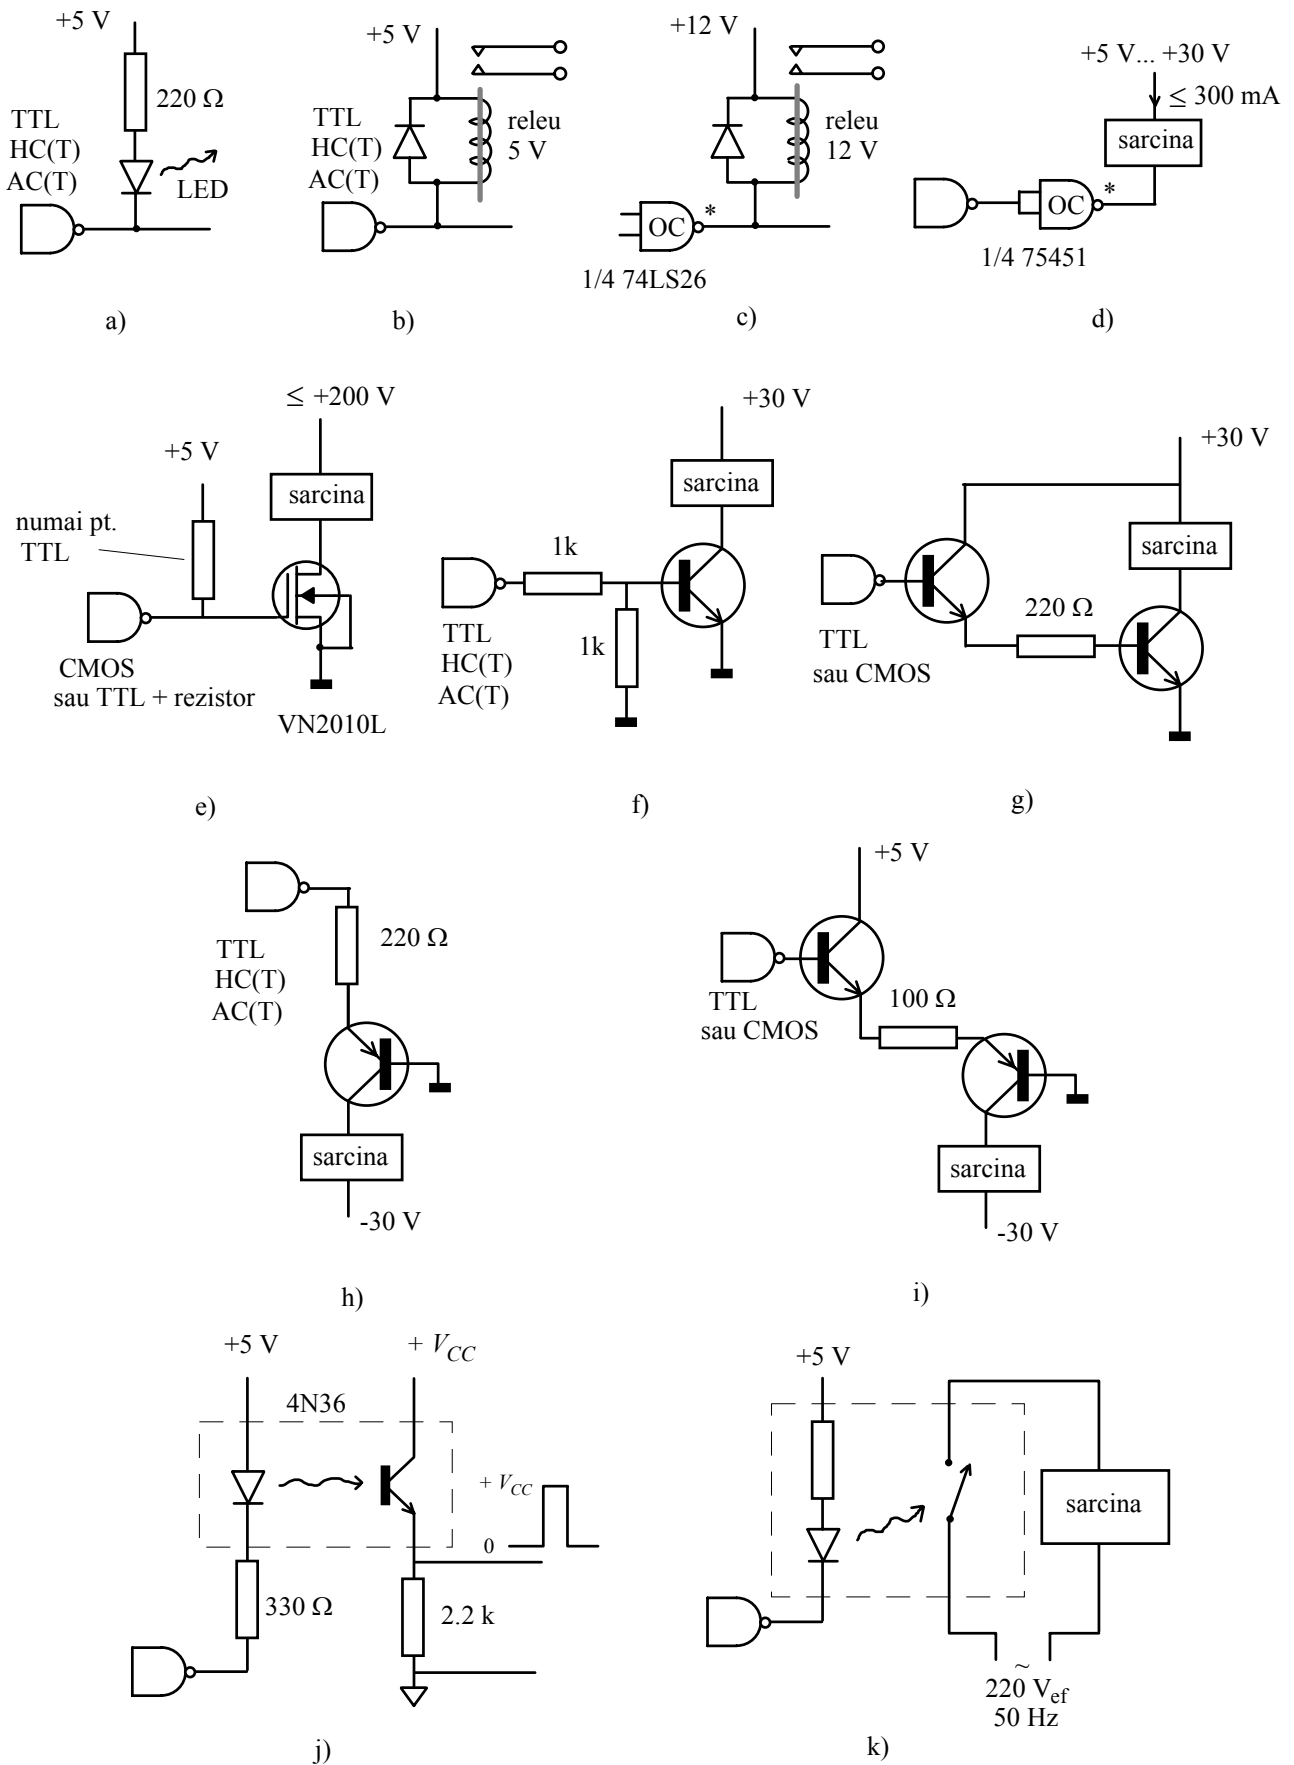 +5 V
220 Ω
TTL
HC(T)
AC(T)
LED
a)
+5 V
TTL
HC(T)
AC(T)
releu
5 V
b)
+12 V
releu
12 V
OC
*
1/4 74LS26
c)
+5 V... +30 V
≤ 300 mA
sarcina
OC
*
1/4 75451
d)
≤ +200 V
+5 V
sarcina
numai pt.
TTL
CMOS
sau TTL + rezistor
VN2010L
e)
+30 V
sarcina
1k
1k
TTL
HC(T)
AC(T)
f)
+30 V
sarcina
220 Ω
TTL
sau CMOS
g)
220 Ω
TTL
HC(T)
AC(T)
sarcina
-30 V
h)
+5 V
TTL
sau CMOS
100 Ω
sarcina
-30 V
i)
+5 V
+ VCC
4N36
+ VCC
0
330 Ω
2.2 k
j)
+5 V
sarcina
~
220 Vef
50 Hz
k)